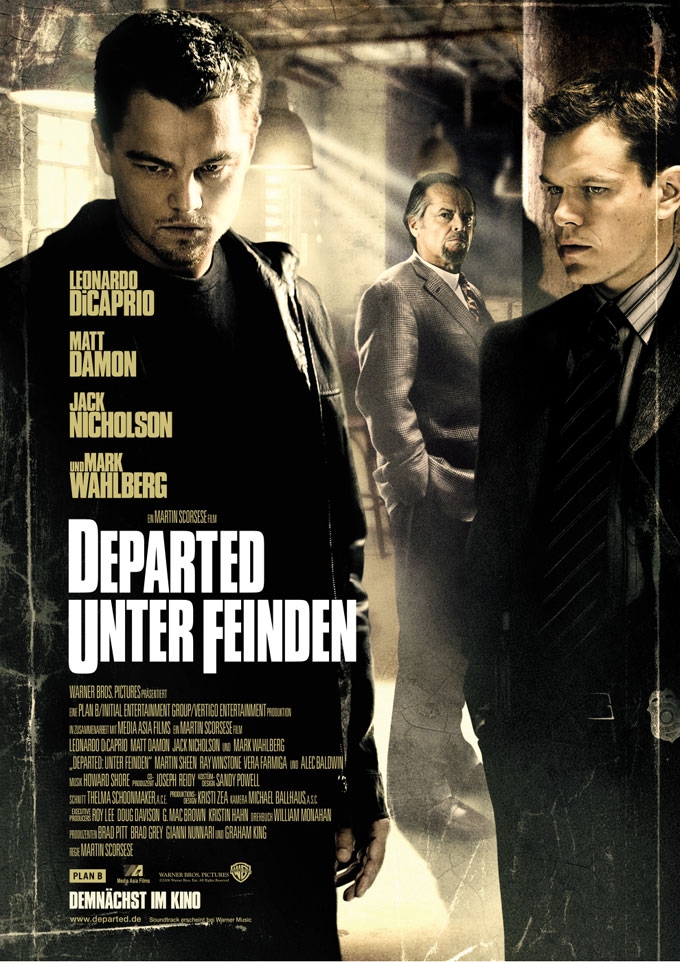 LEONARDO
DiCAPRIO
MATT
DAMON
JACK
NICHOLSON
UND MARK
WAHLBERG
EIN MARTIN SCORSESE FILM
DEPARTED
UNTER FEINDEN
WARNER BROS. PICTURES PRÄSENTIERT
EINE PLAN B/INITIAL ENTERTAINMENT GROUP/VERTIGO ENTERTAINMENT PRODUKTION
IN ZUSAMMENARBEIT MIT MEDIA ASIA FILMS EIN MARTIN SCORSESE FILM
LEONARDO DiCAPRIO MATT DAMON JACK NICHOLSON UND MARK WAHLBERG
„DEPARTED: UNTER FEINDEN“ MARTIN SHEEN RAY WINSTONE VERA FARMIGA UND ALEC BALDWIN
MUSIK HOWARD SHORE CO-PRODUZENT JOSEPH REIDY KOSTÜM-DESIGN SANDY POWELL
SCHNITT THELMA SCHOONMAKER, A.C.E. PRODUKTIONS-DESIGN KRISTI ZEA KAMERA MICHAEL BALLHAUS, A.S.C.
EXECUTIVE PRODUCERS ROY LEE DOUG DAVISON G. MAC BROWN KRISTIN HAHN DREHBUCH WILLIAM MONAHAN
PRODUZENTEN BRAD PITT BRAD GREY GIANNI NUNNARI UND GRAHAM KING
REGIE MARTIN SCORSESE
PLAN B
Media Asia Films
WARNER BROS. PICTURES
DEMNÄCHST IM KINO
www.departed.de Soundtrack erscheint bei Warner Music